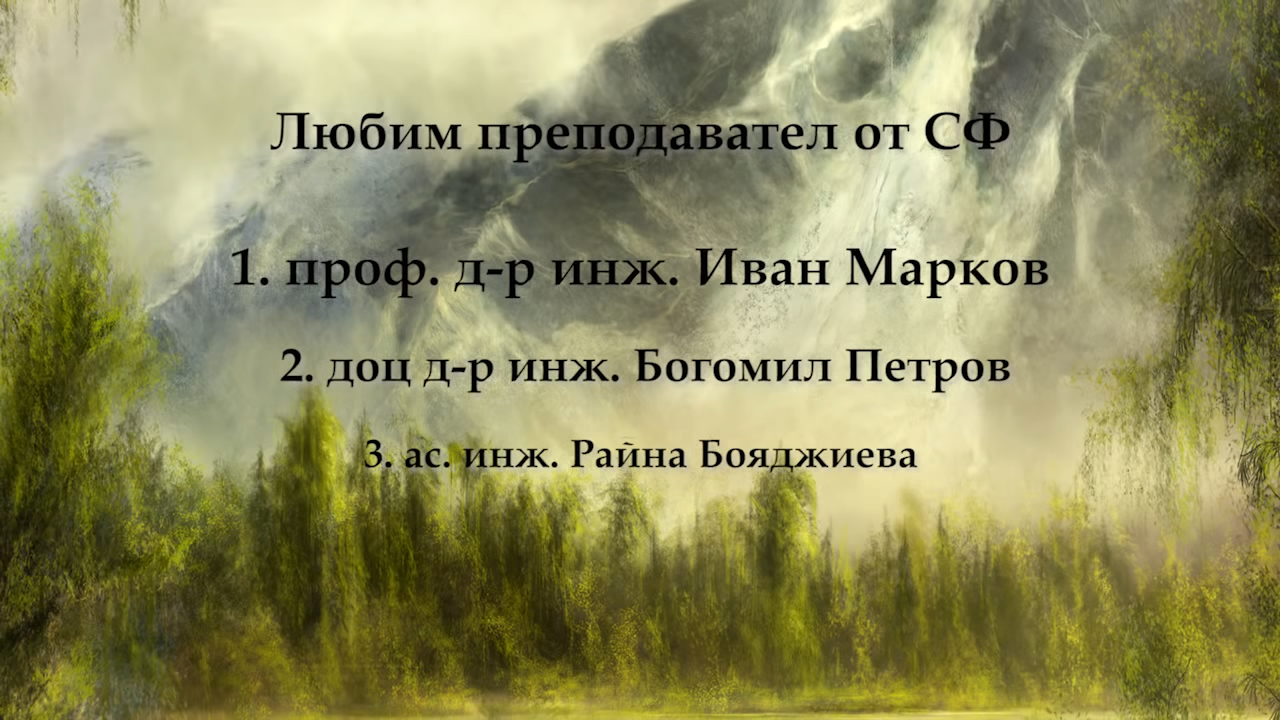 Любим преподавател от СФ
1. проф. д-р инж. Иван Марков
2. доц д-р инж. Богомил Петров
3. ас. инж. Райна Бояджиева